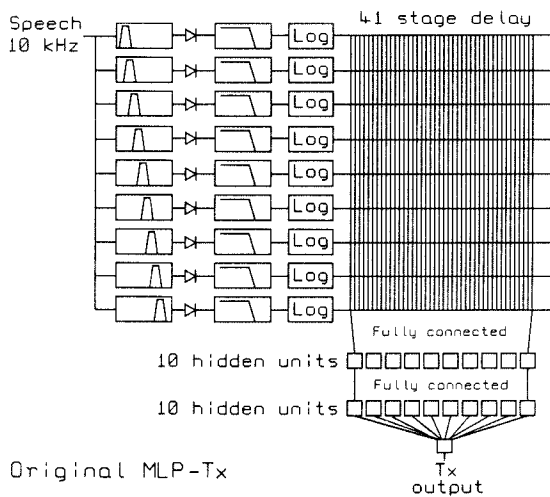 Speech
10 kHz
41 stage delay
Log
Log
Log
Log
Log
Log
Log
Log
Log
Fully connected
10 hidden units
Fully connected
10 hidden units
Original MLP-Tx
Tx
output